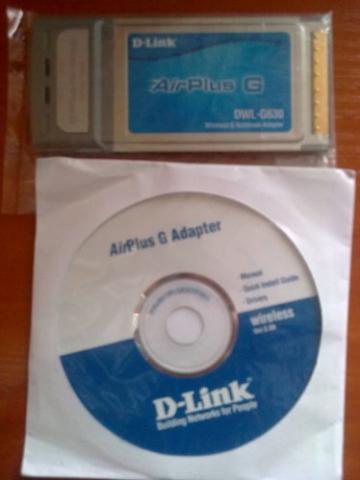 D-Link
AirPlus G
DWL-G630
Wireless G Notebook Adapter
AirPlus G Adapter
- Manual
- Quick Install Guide
- Drivers
wireless
D-Link
Building Networks for People